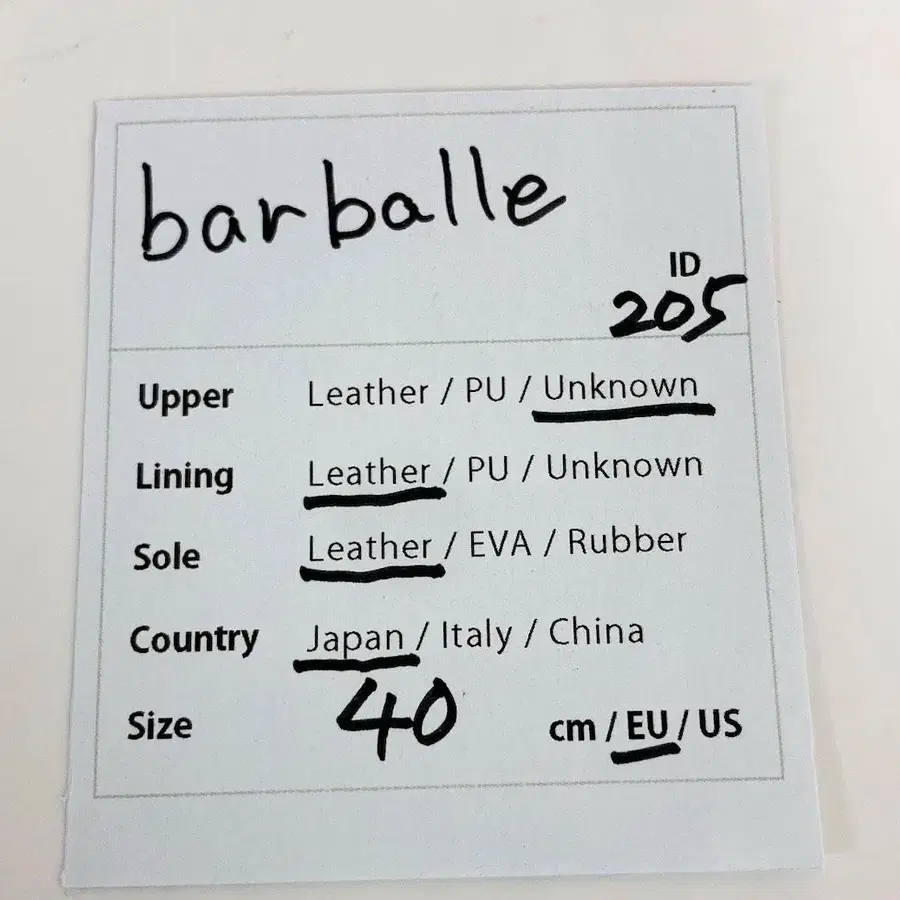 barballe
ID
205
Upper Leather / PU / Unknown
Lining Leather / PU / Unknown
Sole Leather / EVA / Rubber
Country Japan / Italy / China
Size 40 cm / EU / US